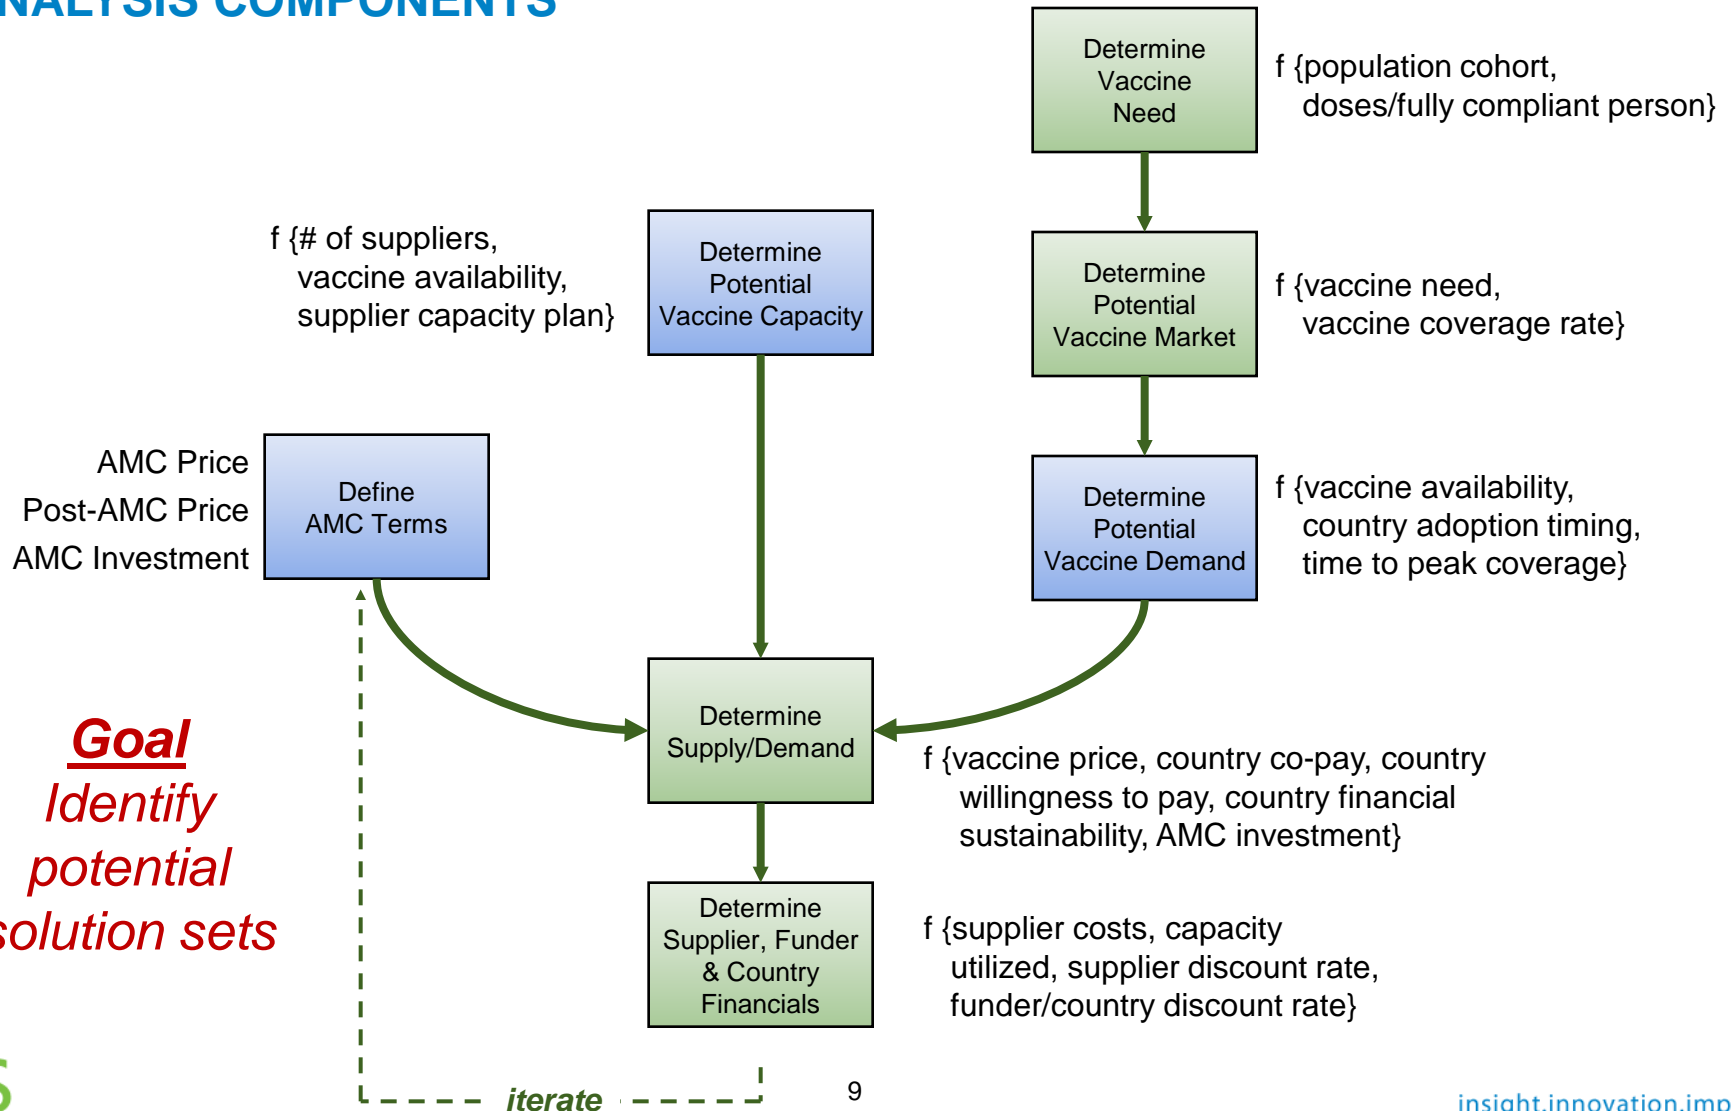 NALYSIS COMPONENTS
Determine
Vaccine
Need
f {population cohort,
doses/fully compliant person}
f {# of suppliers,
vaccine availability,
supplier capacity plan}
Determine
Potential
Vaccine Capacity
Determine
Potential
Vaccine Market
f {vaccine need,
vaccine coverage rate}
AMC Price
Post-AMC Price
AMC Investment
Define
AMC Terms
Determine
Potential
Vaccine Demand
f {vaccine availability,
country adoption timing,
time to peak coverage}
Goal
Identify
potential
solution sets
Determine
Supply/Demand
f {vaccine price, country co-pay, country
willingness to pay, country financial
sustainability, AMC investment}
Determine
Supplier, Funder
& Country
Financials
f {supplier costs, capacity
utilized, supplier discount rate,
funder/country discount rate}
iterate
9
insight.innovation.imp